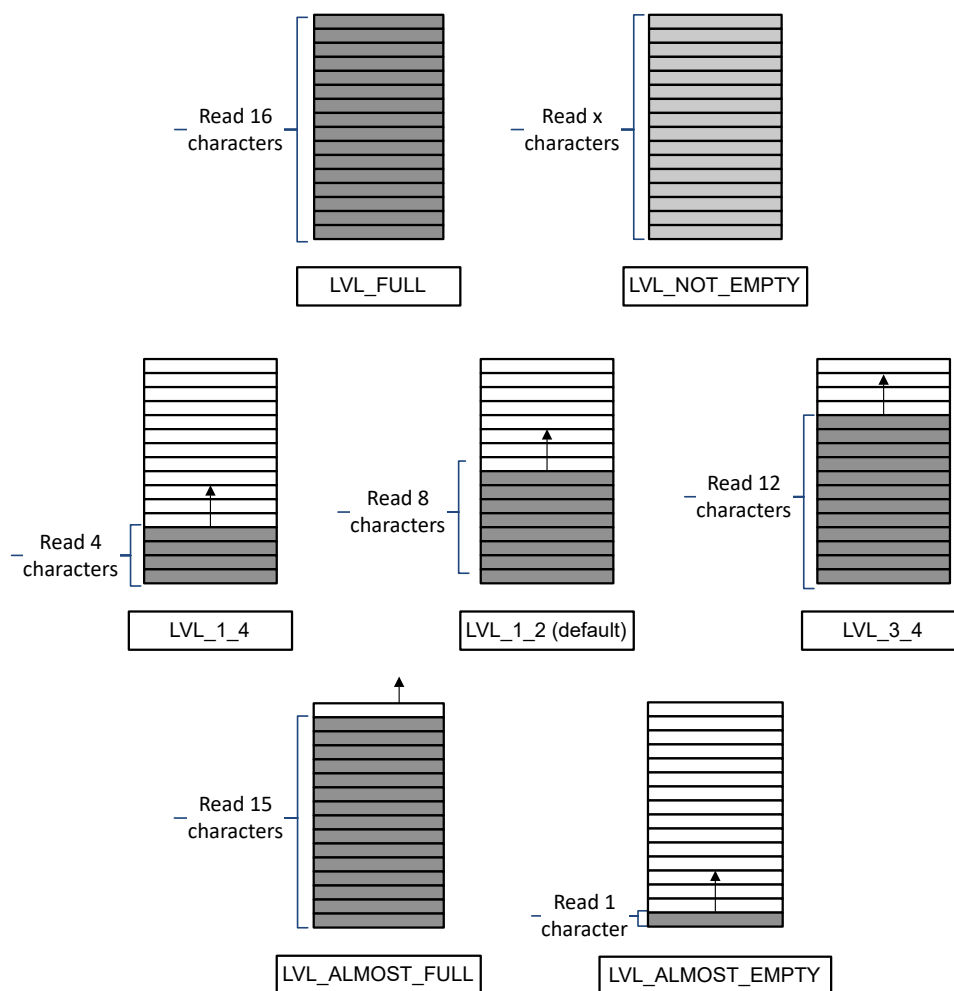 Read 16
characters
Read x
characters
LVL_FULL
LVL_NOT_EMPTY
Read 4
characters
Read 8
characters
Read 12
characters
LVL_1_4
LVL_1_2 (default)
LVL_3_4
Read 15
characters
Read 1
character
LVL_ALMOST_FULL
LVL_ALMOST_EMPTY